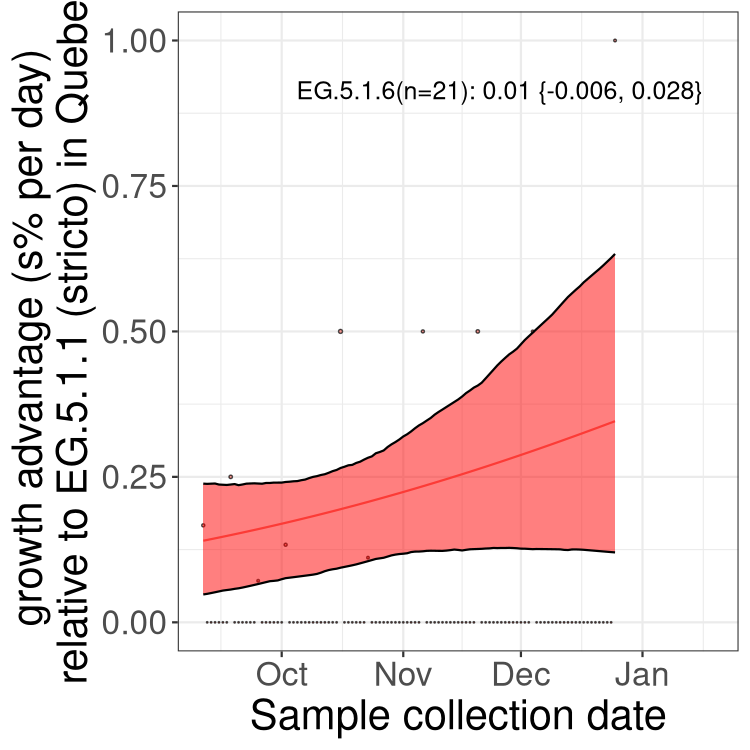 growth advantage (s% per day)
relative to EG.5.1.1 (stricto) in Quebe
1.00
0.75
0.50
0.25
0.00
EG.5.1.6(n=21): 0.01 {-0.006, 0.028}
Oct Nov Dec Jan
Sample collection date